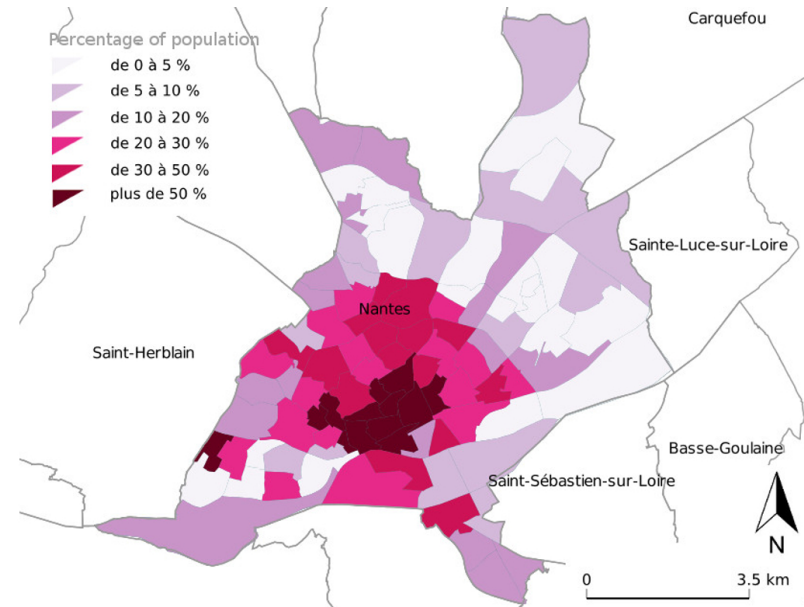 Carquefou
Percentage of population
de 0 à 5 %
de 5 à 10 %
de 10 à 20 %
de 20 à 30 %
de 30 à 50 %
plus de 50 %
Sainte-Luce-sur-Loire
Nantes
Saint-Herblain
Basse-Goulaine
Saint-Sébastien-sur-Loire
N
0 3.5 km